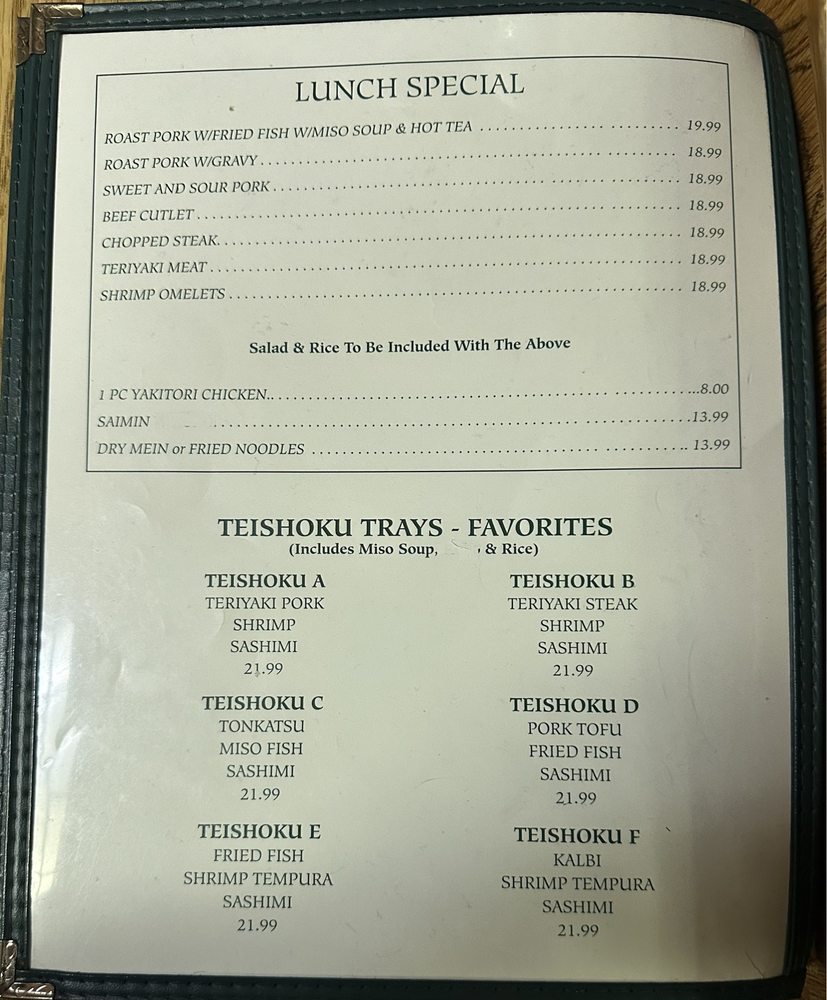 LUNCH SPECIAL
ROAST PORK W/FRIED FISH W/MISO SOUP & HOT TEA 19.99
ROAST PORK W/GRAVY 18.99
SWEET AND SOUR PORK 18.99
BEEF CUTLET 18.99
CHOPPED STEAK 18.99
TERIYAKI MEAT 18.99
SHRIMP OMELETS 18.99
Salad & Rice To Be Included With The Above
1 PC YAKITORI CHICKEN 8.00
SAIMIN 13.99
DRY MEIN or FRIED NOODLES 13.99
TEISHOKU TRAYS - FAVORITES
(Includes Miso Soup, & Rice)
TEISHOKU A
TERIYAKI PORK
SHRIMP
SASHIMI
21.99
TEISHOKU B
TERIYAKI STEAK
SHRIMP
SASHIMI
21.99
TEISHOKU C
TONKATSU
MISO FISH
SASHIMI
21.99
TEISHOKU D
PORK TOFU
FRIED FISH
SASHIMI
21.99
TEISHOKU E
FRIED FISH
SHRIMP TEMPURA
SASHIMI
21.99
TEISHOKU F
KALBI
SHRIMP TEMPURA
SASHIMI
21.99